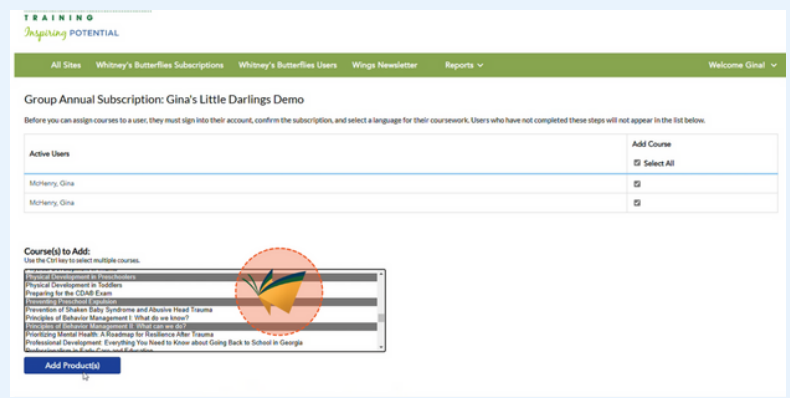 TRAINING
Inspiring POTENTIAL
All Sites Whitney's Butterflies Subscriptions Whitney's Butterflies Users Wings Newsletter Reports Welcome Gina!
Group Annual Subscription: Gina's Little Darlings Demo
Before you can assign courses to a user, they must sign into their account, confirm the subscription, and select a language for their coursework. Users who have not completed these steps will not appear in the list below.
Active Users
Add Course
Select All
McHenry, Gina
McHenry, Gina
Course(s) to Add:
Use the Ctrl key to select multiple courses.
Physical Development in Preschoolers
Physical Development in Toddlers
Preparing for the CDA® Exam
Preventing Preschool Expulsion
Prevention of Shaken Baby Syndrome and Abusive Head Trauma
Principles of Behavior Management I: What do we know?
Principles of Behavior Management II: What can we do?
Prioritizing Mental Health: A Roadmap for Resilience After Trauma
Professional Development: Everything You Need to Know about Going Back to School in Georgia
Professionalism in Early Care and Education
Add Product(s)